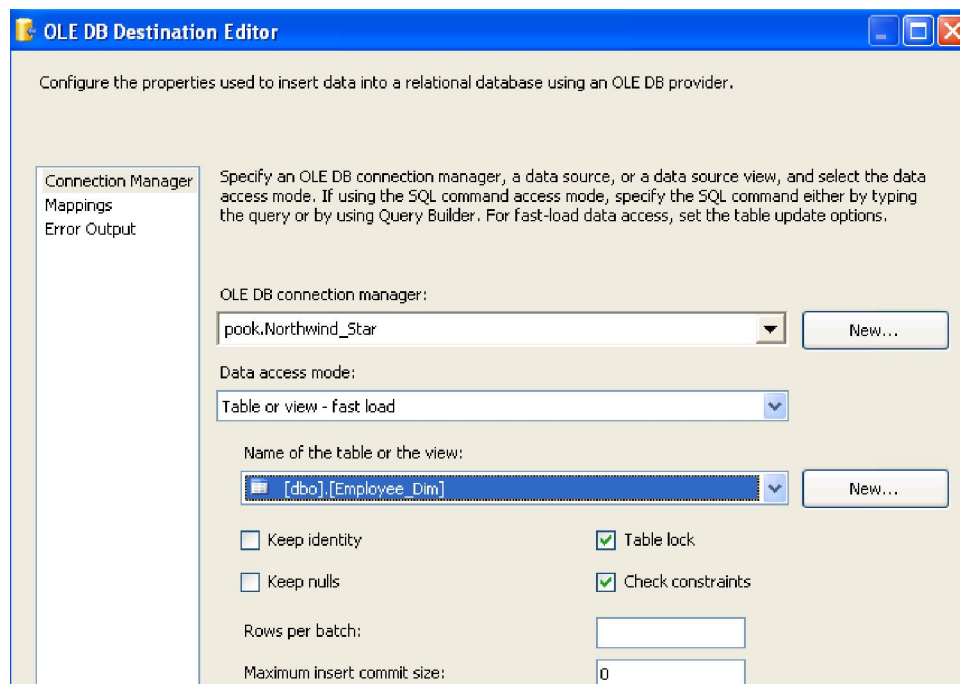 OLE DB Destination Editor
Configure the properties used to insert data into a relational database using an OLE DB provider.
Connection Manager
Mappings
Error Output
Specify an OLE DB connection manager, a data source, or a data source view, and select the data
access mode. If using the SQL command access mode, specify the SQL command either by typing
the query or by using Query Builder. For fast-load data access, set the table update options.
OLE DB connection manager:
pook.Northwind_Star
New...
Data access mode:
Table or view - fast load
Name of the table or the view:
[dbo].[Employee_Dim]
New...
Keep identity
Table lock
Keep nulls
Check constraints
Rows per batch:
Maximum insert commit size:
0